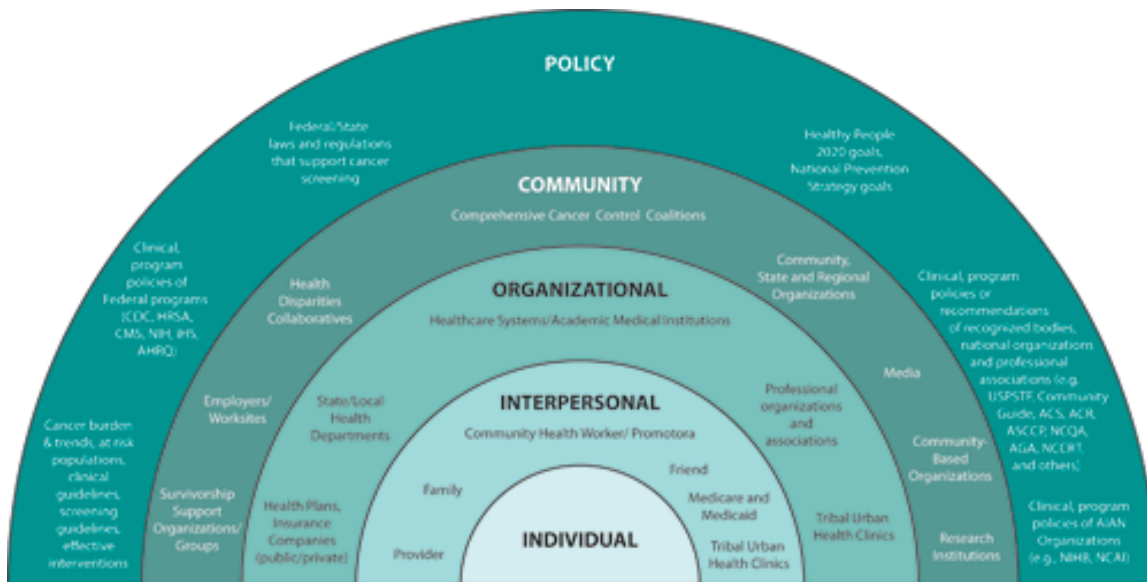 POLICY
Federal/State
laws and regulations
that support cancer
screening
Healthy People
2020 goals,
National Prevention
Strategy goals
Clinical,
program
policies of
Federal programs
(CDC, HRSA,
CMS, NIH, IHS,
AHRQ)
Clinical, program
policies or
recommendations
of recognized bodies,
national organizations
and professional
associations (e.g.
USPSTF, Community
Guide, ACS, ACR,
ASCCP, NCQA,
AGA, NCCRT,
and others)
Cancer burden
& trends, at risk
populations,
clinical
guidelines,
screening
guidelines,
effective
interventions
Clinical, program
policies of AIAN
Organizations
(e.g., NIHB, NCAI)
COMMUNITY
Comprehensive Cancer Control Coalitions
Health
Disparities
Collaboratives
Community,
State and Regional
Organizations
Employers/
Worksites
Media
Survivorship
Support
Organizations/
Groups
Community-
Based
Organizations
Research
Institutions
ORGANIZATIONAL
Healthcare Systems/Academic Medical Institutions
State/Local
Health
Departments
Professional
organizations
and
associations
Health Plans,
Insurance
Companies
(public/private)
Tribal Urban
Health Clinics
INTERPERSONAL
Community Health Worker/ Promotora
Family
Friend
Provider
Medicare and
Medicaid
Tribal Urban
Health Clinics
INDIVIDUAL